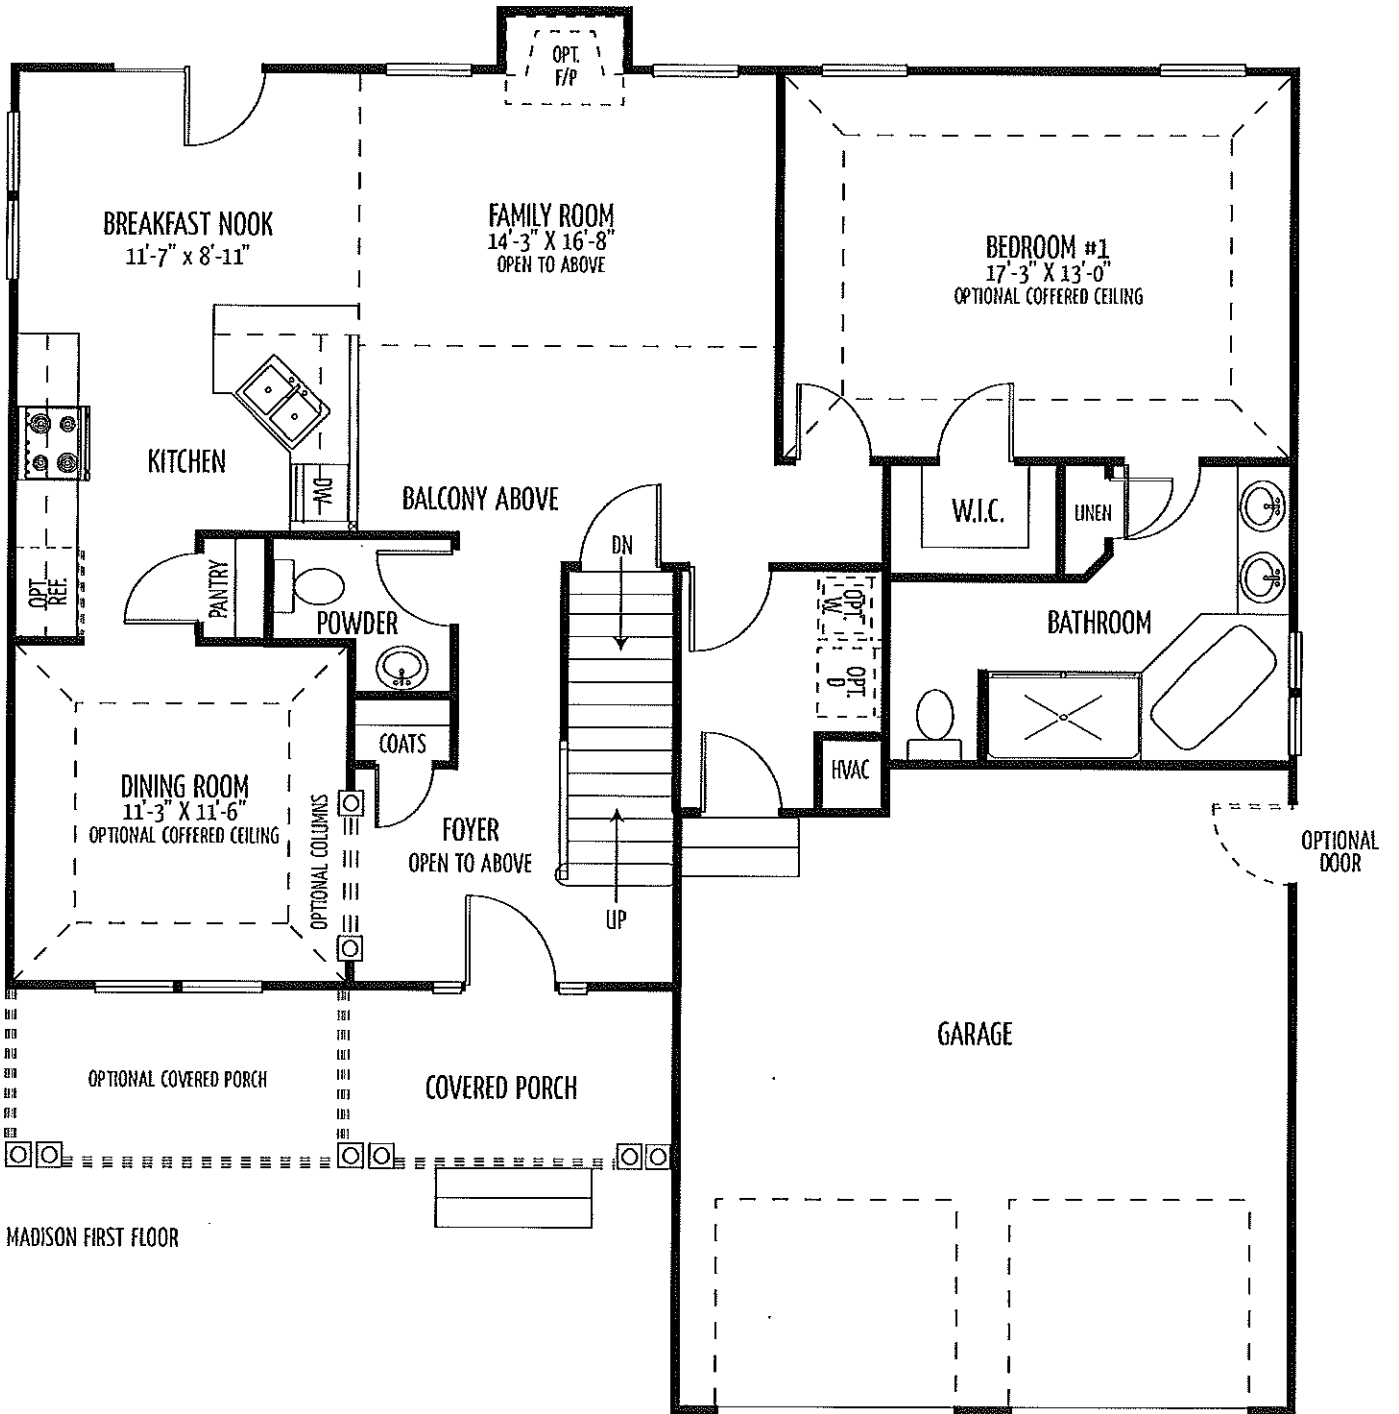 OPT.
F/P
BREAKFAST NOOK
11'-7" x 8'-11"
FAMILY ROOM
14'-3" X 16'-8"
OPEN TO ABOVE
BEDROOM #1
17'-3" X 13'-0"
OPTIONAL COFFERED CEILING
KITCHEN
DW
BALCONY ABOVE
W.I.C.
LINEN
DN
OPT.
REF.
PANTRY
POWDER
OPT.
W
BATHROOM
OPT.
D
COATS
HVAC
DINING ROOM
11'-3" X 11'-6"
OPTIONAL COFFERED CEILING
OPTIONAL COLUMNS
FOYER
OPEN TO ABOVE
UP
OPTIONAL
DOOR
GARAGE
OPTIONAL COVERED PORCH
COVERED PORCH
MADISON FIRST FLOOR